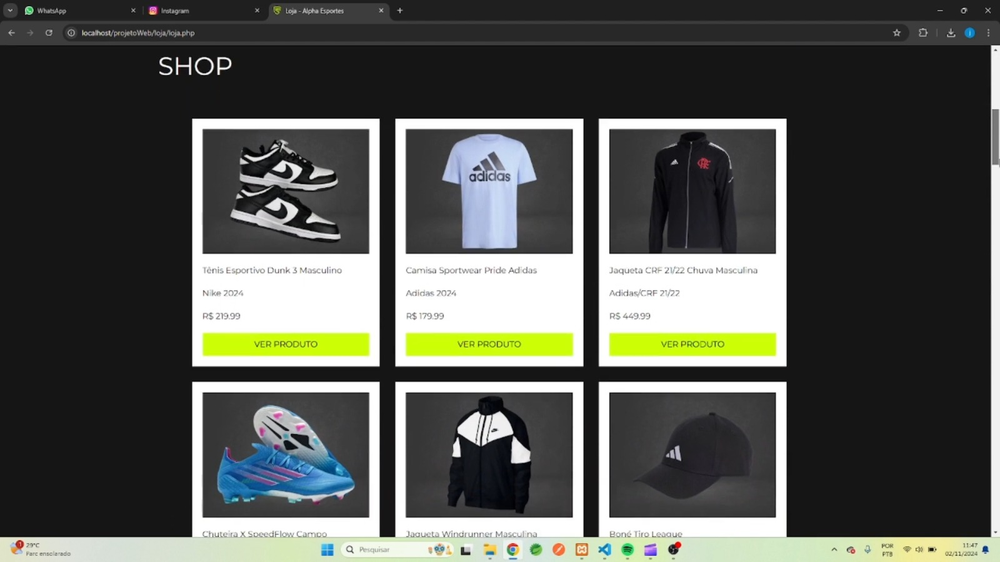 WhatsApp
Instagram
Loja - Alpha Esportes
localhost/projetoWeb/loja/loja.php
SHOP
adidas
Tênis Esportivo Dunk 3 Masculino
Camisa Sportwear Pride Adidas
Jaqueta CRF 21/22 Chuva Masculina
Nike 2024
Adidas 2024
Adidas/CRF 21/22
R$ 219.99
R$ 179.99
R$ 449.99
VER PRODUTO
VER PRODUTO
VER PRODUTO
Chuteira X SpeedFlow Campo
Jaqueta Windrunner Masculina
Boné Tiro League
1
29°C
Parc ensolarado
Pesquisar
POR
PTB
11:47
02/11/2024